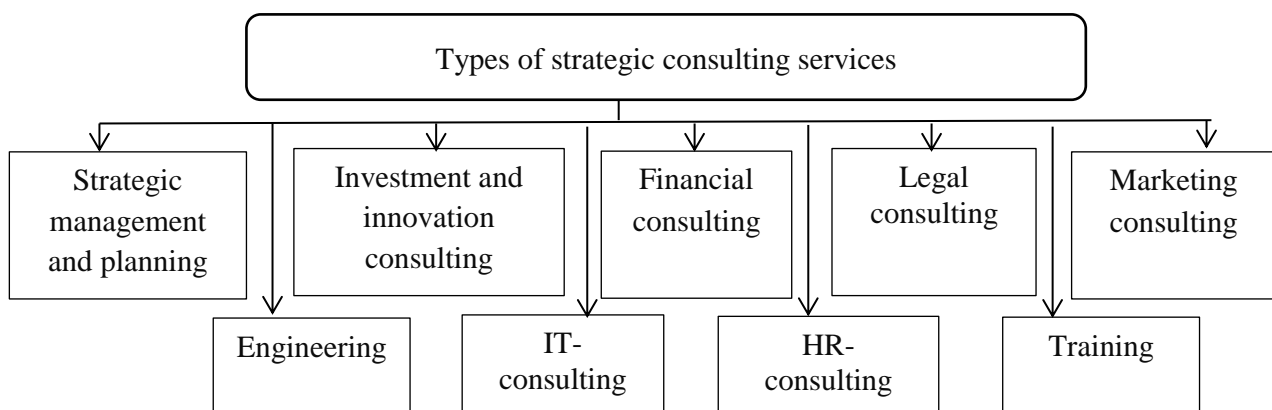 Types of strategic consulting services
Strategic
management
and planning
Investment and
innovation
consulting
Financial
consulting
Legal
consulting
Marketing
consulting
Engineering
IT-
consulting
HR-
consulting
Training